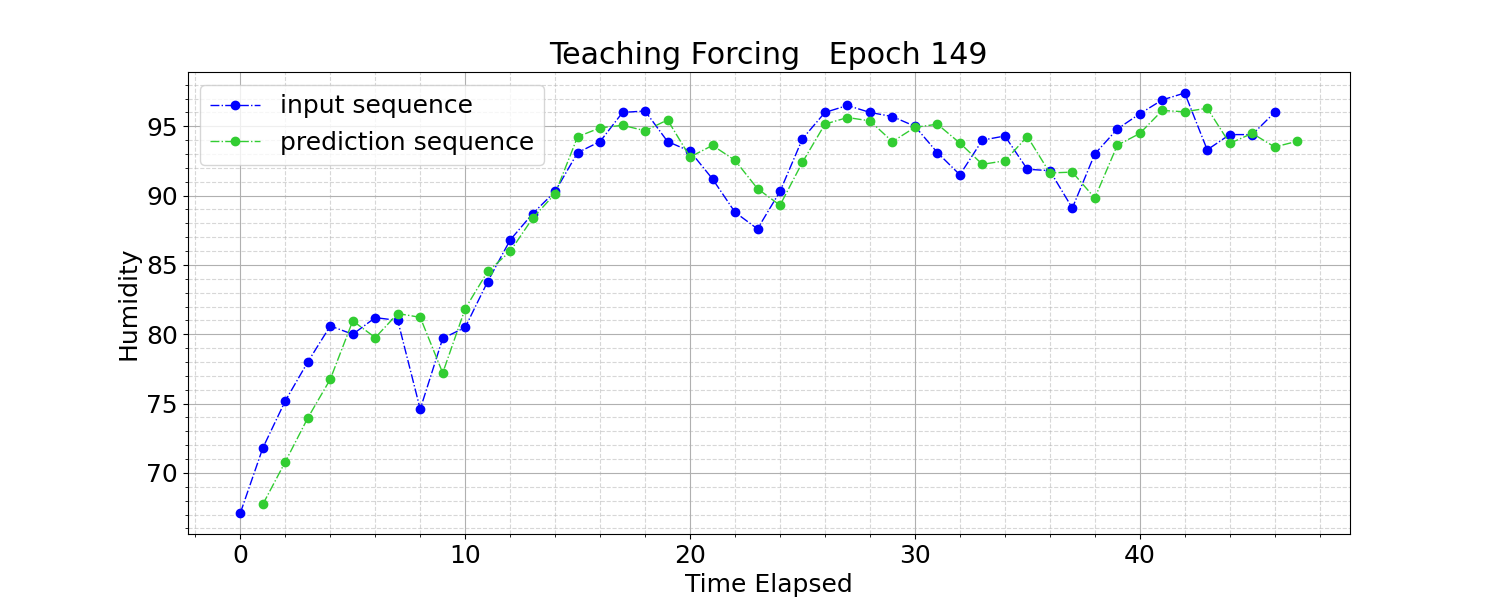 Teaching Forcing   Epoch 149
input sequence
prediction sequence
95
90
85
80
75
70
Humidity
0 10 20 30 40
Time Elapsed